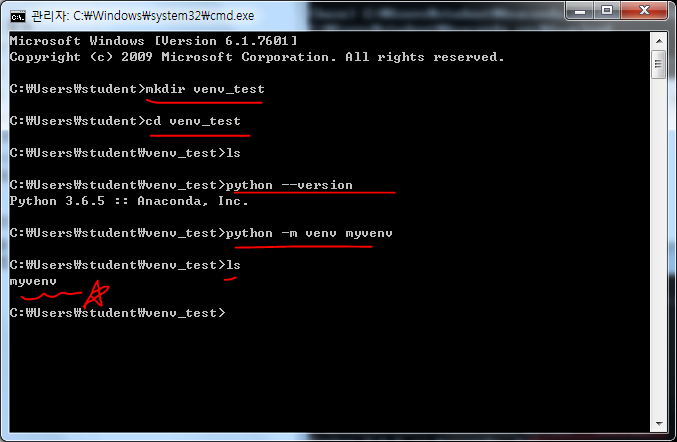 관리자: C:₩Windows₩system32₩cmd.exe
Microsoft Windows [Version 6.1.7601]
Copyright (c) 2009 Microsoft Corporation. All rights reserved.
C:₩Users₩student>mkdir venv_test
C:₩Users₩student>cd venv_test
C:₩Users₩student₩venv_test>ls
C:₩Users₩student₩venv_test>python --version
Python 3.6.5 :: Anaconda, Inc.
C:₩Users₩student₩venv_test>python -m venv myvenv
C:₩Users₩student₩venv_test>ls
myvenv
C:₩Users₩student₩venv_test>